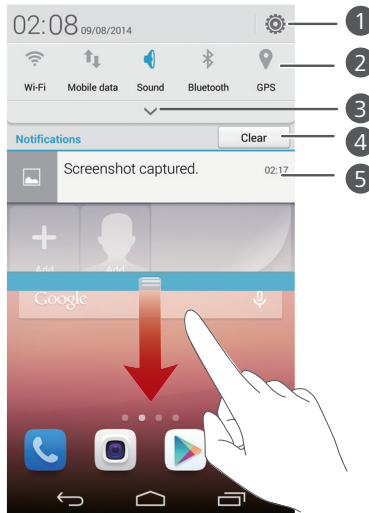 02:08 09/08/2014
1
2
Wi-Fi Mobile data Sound Bluetooth GPS
3
Notifications Clear
4
Screenshot captured. 02:17
5
Add Add
Google